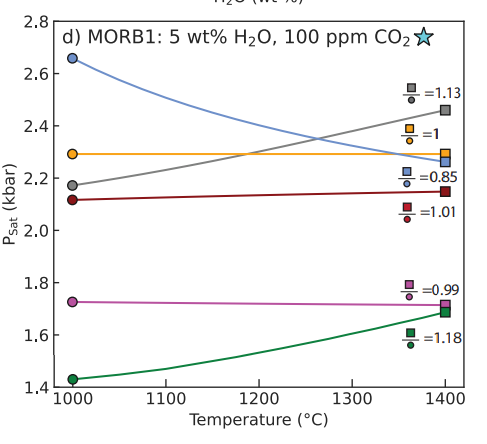 H₂O (wt %)
d) MORB1: 5 wt% H₂O, 100 ppm CO₂
2.8
2.6
2.4
2.2
2.0
1.8
1.6
1.4
P_Sat (kbar)
=1.13
=1
=0.85
=1.01
=0.99
=1.18
1000 1100 1200 1300 1400
Temperature (°C)